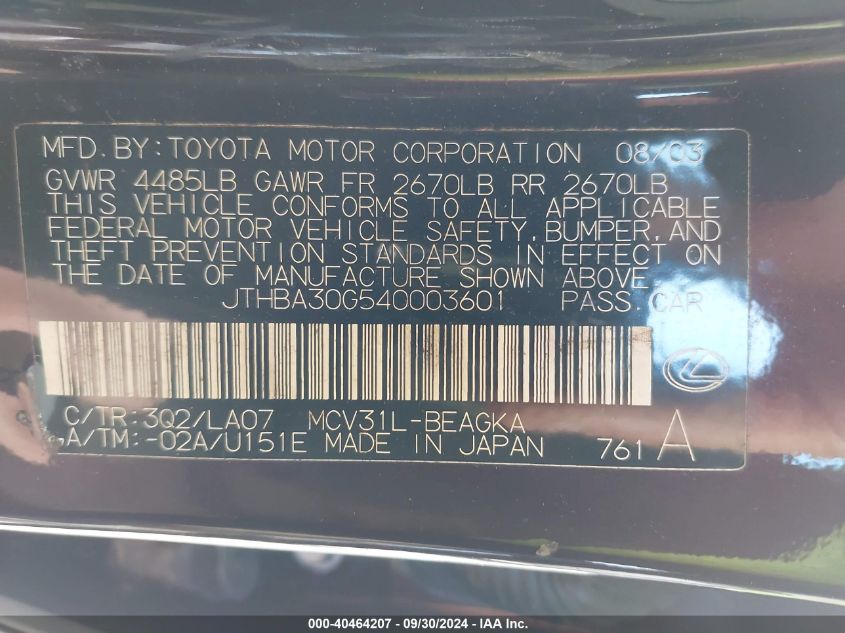 MFD. BY: TOYOTA MOTOR CORPORATION 08/03
GVWR 4485LB GAWR FR 2670LB RR 2670LB
THIS VEHICLE CONFORMS TO ALL APPLICABLE
FEDERAL MOTOR VEHICLE SAFETY, BUMPER, AND
THEFT PREVENTION STANDARDS IN EFFECT ON
THE DATE OF MANUFACTURE SHOWN ABOVE.
JTHBA30G540003601 PASS CAR
C/TR: 3Q2/LA07 MCV31L-BEAGKA
A/TM: -02A/U151E MADE IN JAPAN 761 A
000-40464207 - 09/30/2024 - IAA Inc.